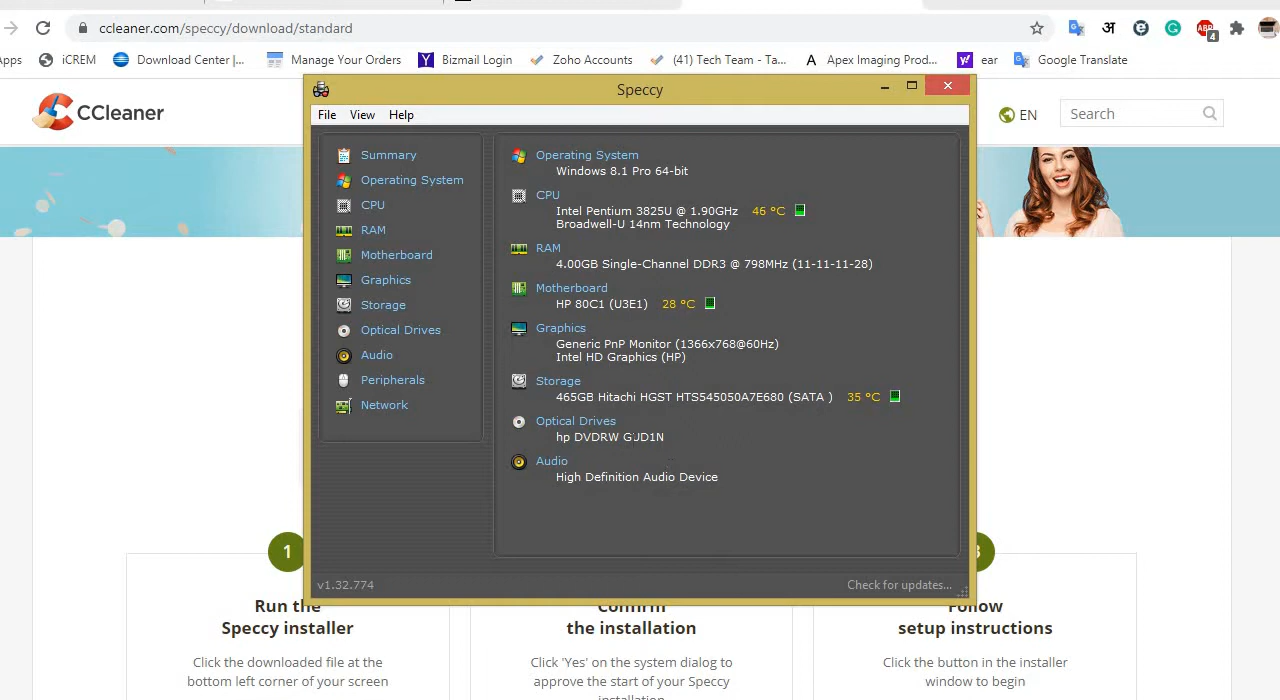 ccleaner.com/speccy/download/standard
अ
ABP
4
pps
iCREM
Download Center |...
Manage Your Orders
Bizmail Login
Zoho Accounts
(41) Tech Team - Ta...
Apex Imaging Prod...
ear
Google Translate
CCleaner
EN
Search
Speccy
File View Help
Summary
Operating System
CPU
RAM
Motherboard
Graphics
Storage
Optical Drives
Audio
Peripherals
Network
Operating System
Windows 8.1 Pro 64-bit
CPU
Intel Pentium 3825U @ 1.90GHz 46 °C
Broadwell-U 14nm Technology
RAM
4.00GB Single-Channel DDR3 @ 798MHz (11-11-11-28)
Motherboard
HP 80C1 (U3E1) 28 °C
Graphics
Generic PnP Monitor (1366x768@60Hz)
Intel HD Graphics (HP)
Storage
465GB Hitachi HGST HTS545050A7E680 (SATA ) 35 °C
Optical Drives
hp DVDRW GUD1N
Audio
High Definition Audio Device
v1.32.774
Check for updates...
1
3
Run the
Speccy installer
Click the downloaded file at the
bottom left corner of your screen
Confirm
the installation
Click 'Yes' on the system dialog to
approve the start of your Speccy
installation
Follow
setup instructions
Click the button in the installer
window to begin